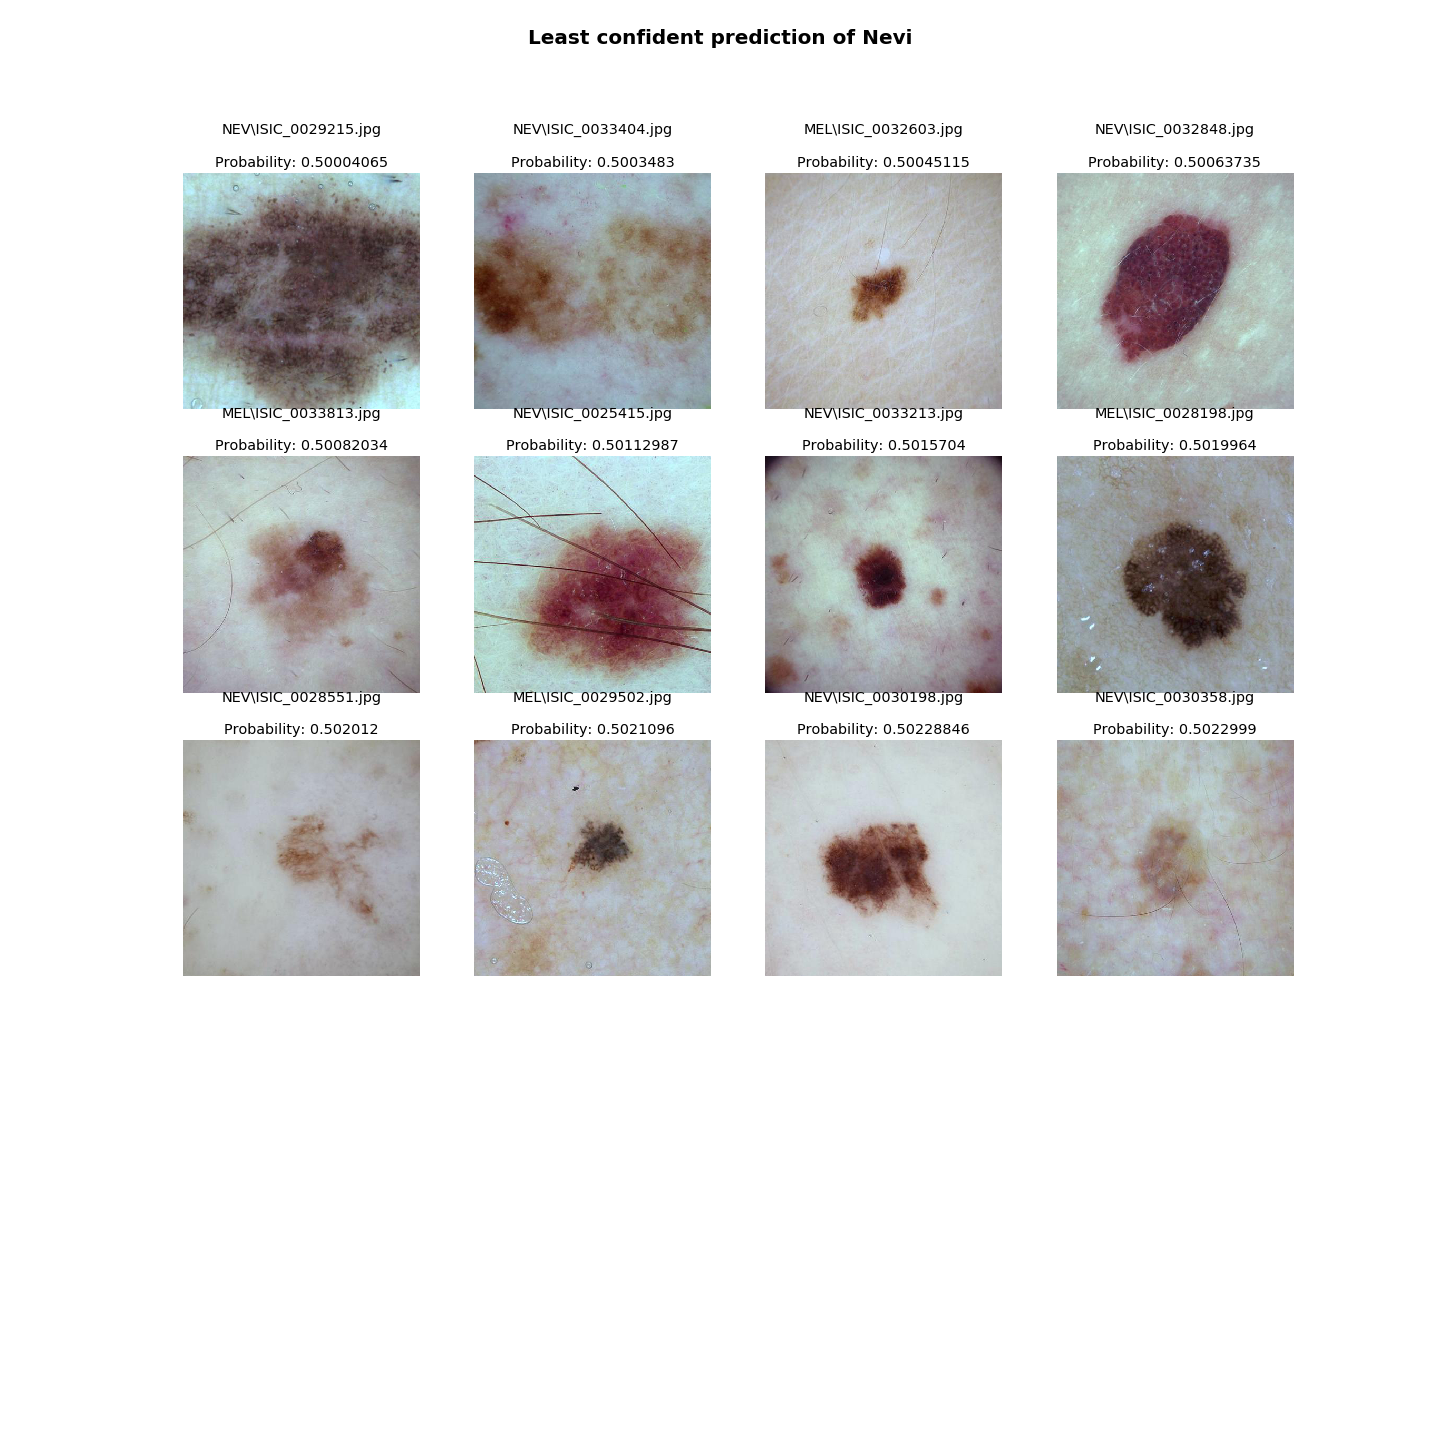 Least confident prediction of Nevi
NEV\ISIC_0029215.jpg
Probability: 0.50004065
NEV\ISIC_0033404.jpg
Probability: 0.5003483
MEL\ISIC_0032603.jpg
Probability: 0.50045115
NEV\ISIC_0032848.jpg
Probability: 0.50063735
MEL\ISIC_0033813.jpg
Probability: 0.50082034
NEV\ISIC_0025415.jpg
Probability: 0.50112987
NEV\ISIC_0033213.jpg
Probability: 0.5015704
MEL\ISIC_0028198.jpg
Probability: 0.5019964
NEV\ISIC_0028551.jpg
Probability: 0.502012
MEL\ISIC_0029502.jpg
Probability: 0.5021096
NEV\ISIC_0030198.jpg
Probability: 0.50228846
NEV\ISIC_0030358.jpg
Probability: 0.5022999